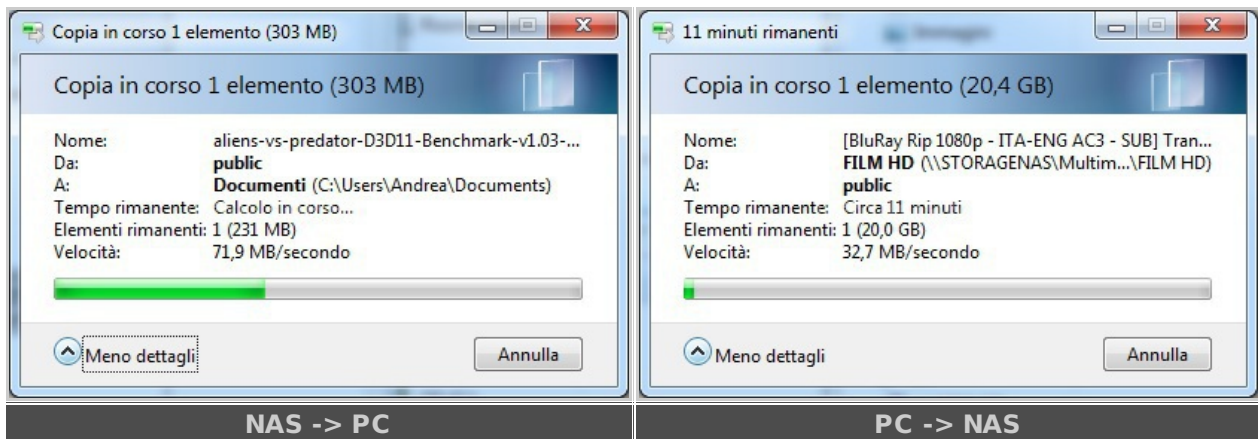 Copia in corso 1 elemento (303 MB)
Copia in corso 1 elemento (303 MB)
Nome: aliens-vs-predator-D3D11-Benchmark-v1.03-...
Da: public
A: Documenti (C:\Users\Andrea\Documents)
Tempo rimanente: Calcolo in corso...
Elementi rimanenti: 1 (231 MB)
Velocità: 71,9 MB/secondo
Meno dettagli
Annulla
NAS -> PC
11 minuti rimanenti
Copia in corso 1 elemento (20,4 GB)
Nome: [BluRay Rip 1080p - ITA-ENG AC3 - SUB] Tran...
Da: FILM HD (\\STORAGENAS\Multim...\FILM HD)
A: public
Tempo rimanente: Circa 11 minuti
Elementi rimanenti: 1 (20,0 GB)
Velocità: 32,7 MB/secondo
Meno dettagli
Annulla
PC -> NAS